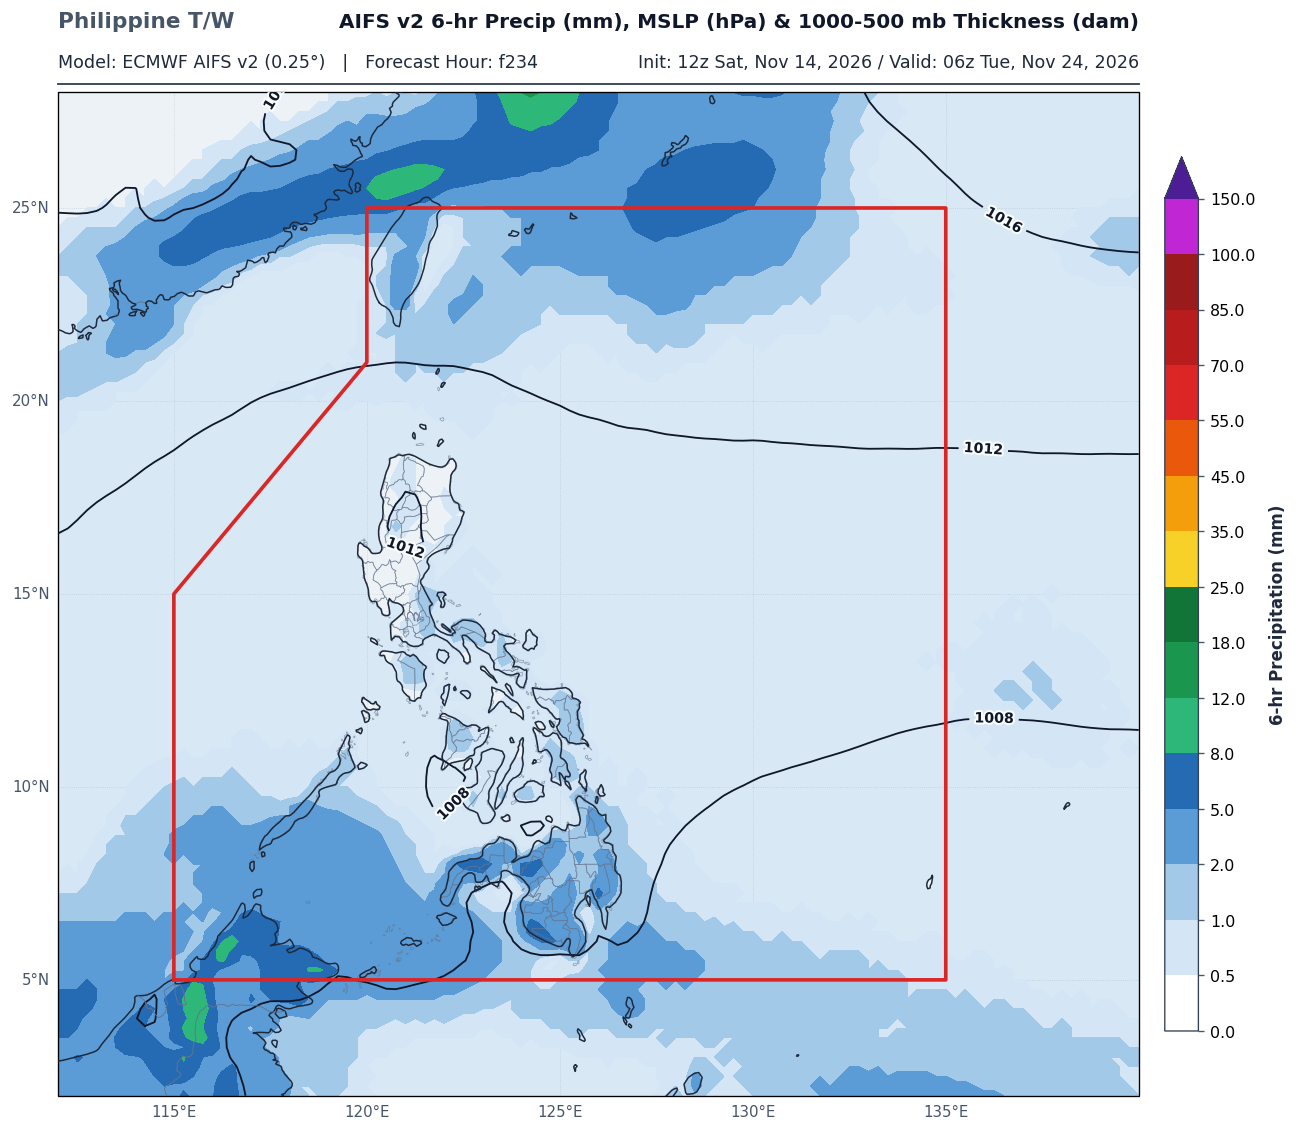 Philippine T/W
AIFS v2 6-hr Precip (mm), MSLP (hPa) & 1000-500 mb Thickness (dam)
Model: ECMWF AIFS v2 (0.25°) | Forecast Hour: f234
Init: 12z Sat, Nov 14, 2026 / Valid: 06z Tue, Nov 24, 2026
10
1016
1012
1012
1008
1008
25°N
20°N
15°N
10°N
5°N
115°E
120°E
125°E
130°E
135°E
150.0
100.0
85.0
70.0
55.0
45.0
35.0
25.0
18.0
12.0
8.0
5.0
2.0
1.0
0.5
0.0
6-hr Precipitation (mm)